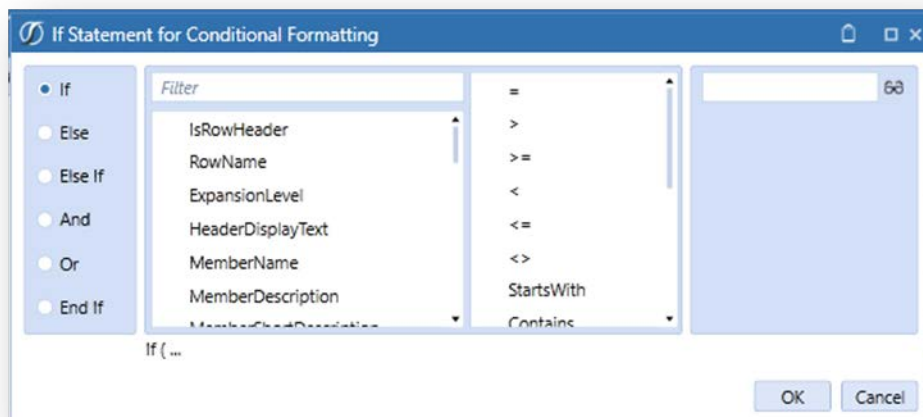 If Statement for Conditional Formatting
If
Else
Else If
And
Or
End If
Filter
IsRowHeader
RowName
ExpansionLevel
HeaderDisplayText
MemberName
MemberDescription
MemberShortDescription
=
>
>=
<
<=
<>
StartsWith
Contains
If ( ...
OK
Cancel